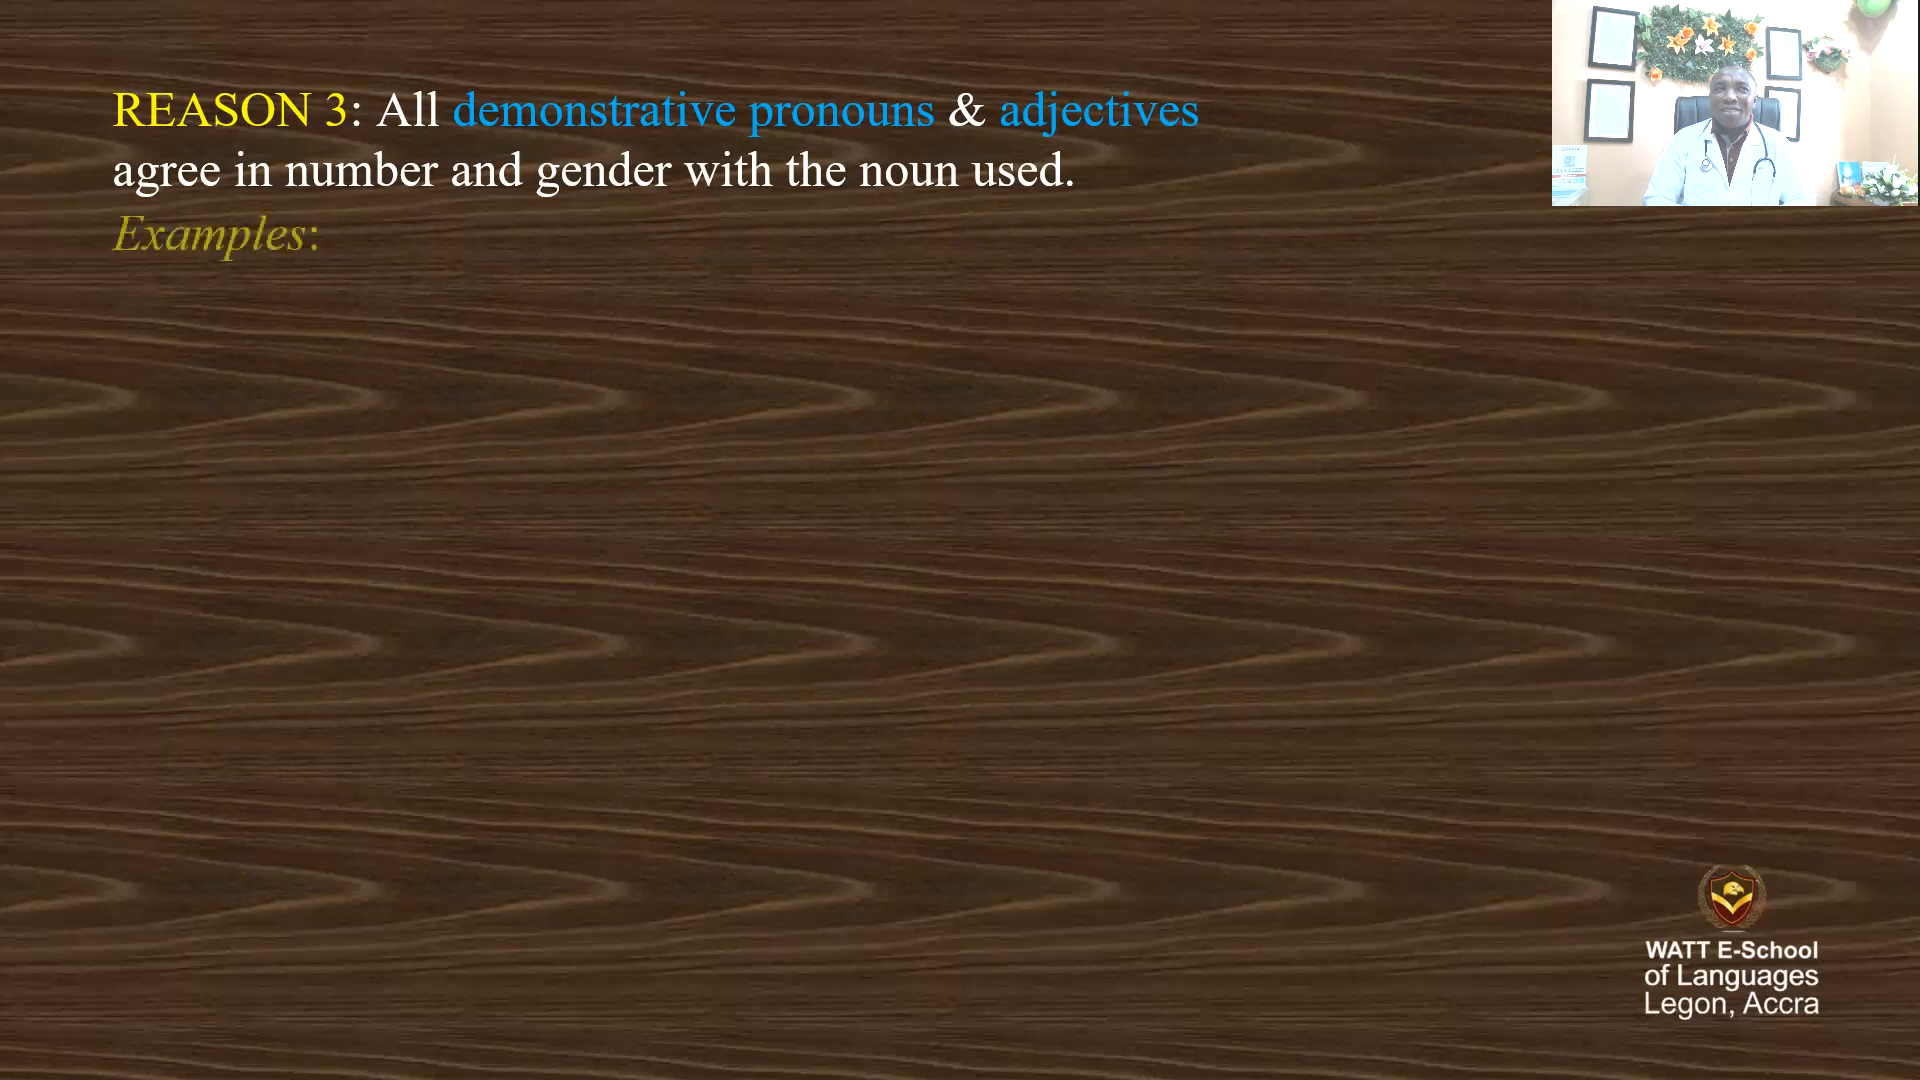 REASON 3: All demonstrative pronouns & adjectives
agree in number and gender with the noun used.
Examples:
WATT E-School
of Languages
Legon, Accra